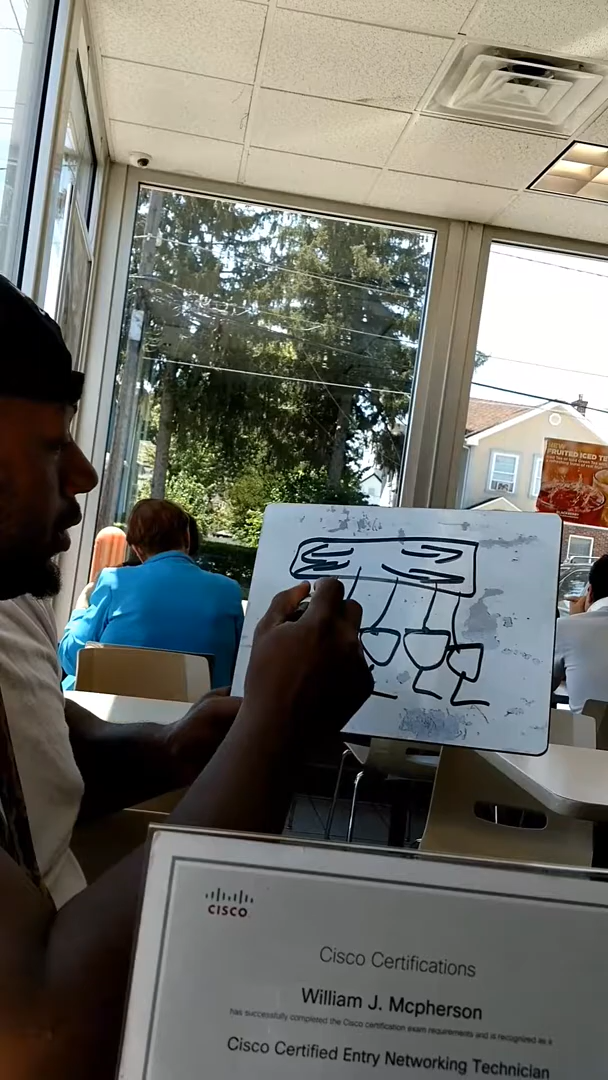 NEW
FRUITED ICED TE
CISCO
Cisco Certifications
William J. Mcpherson
has successfully completed the Cisco certification exam requirements and is recognized as a
Cisco Certified Entry Networking Technician